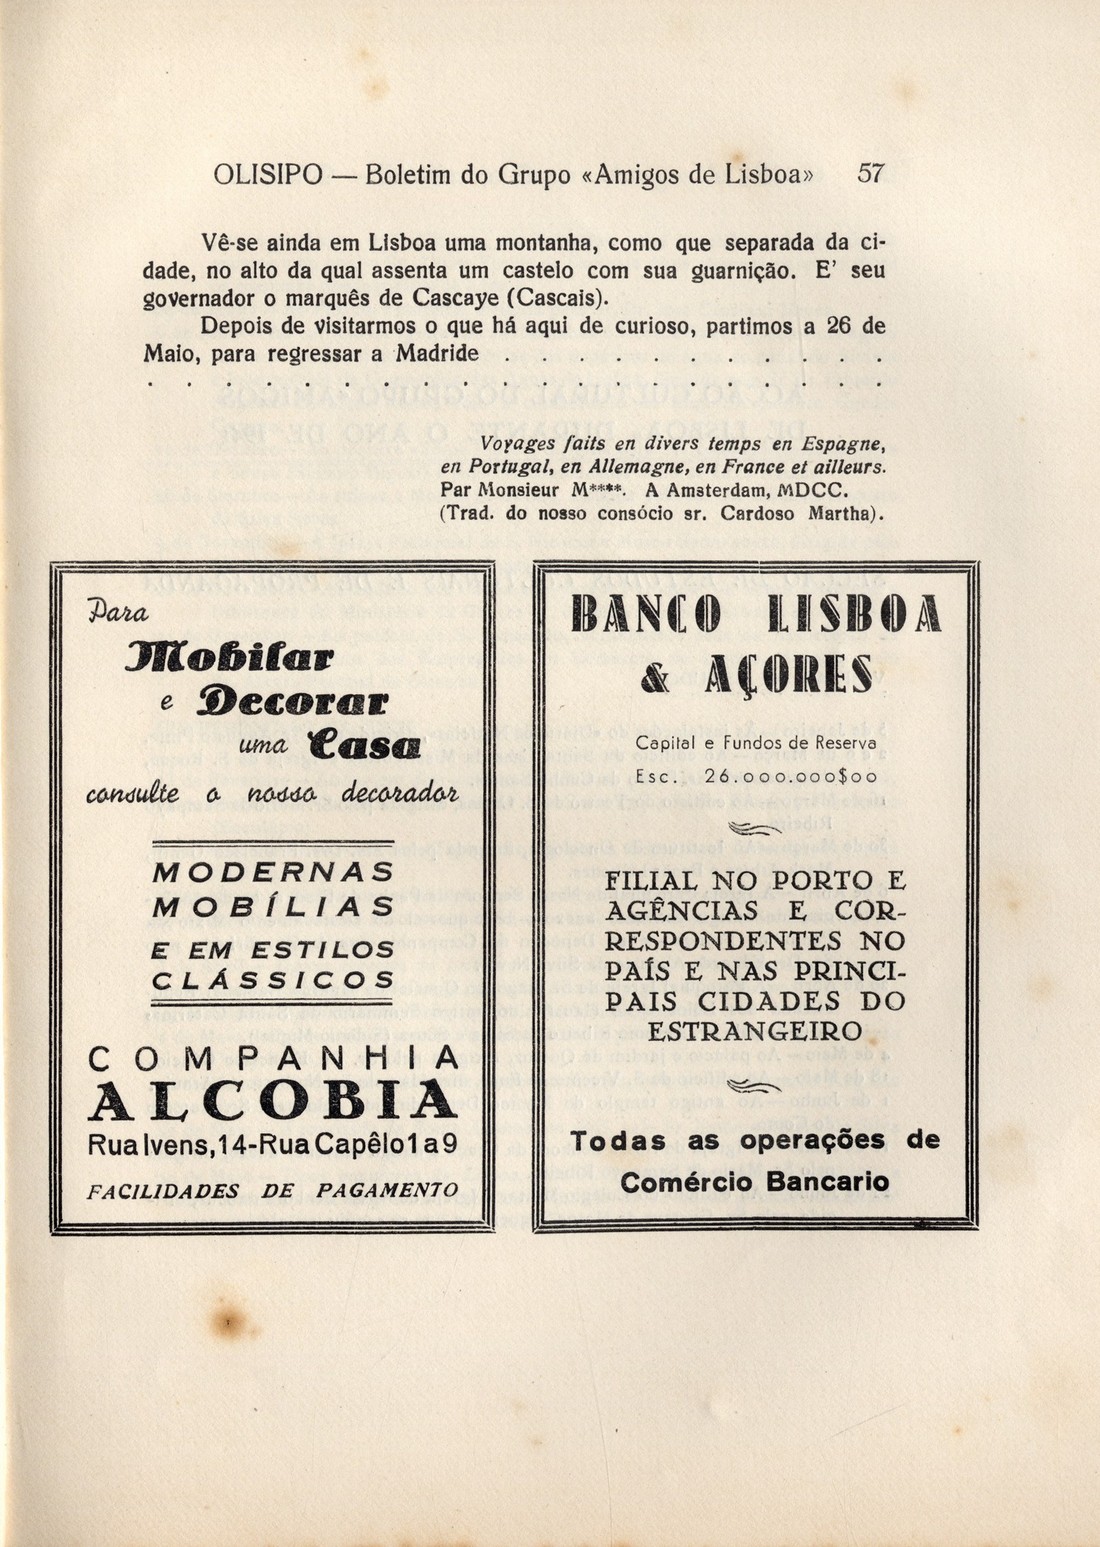 OLISIPO — Boletim do Grupo «Amigos de Lisboa» 57
Vê-se ainda em Lisboa uma montanha, como que separada da ci-
dade, no alto da qual assenta um castelo com sua guarnição. E' seu
governador o marquês de Cascaye (Cascais).
Depois de visitarmos o que há aqui de curioso, partimos a 26 de
Maio, para regressar a Madride . . . . . . . . . . . . .
. . . . . . . . . . . . . . . . . . . .
Voyages faits en divers temps en Espagne,
en Portugal, en Allemagne, en France et ailleurs.
Par Monsieur M****. A Amsterdam, MDCC.
(Trad. do nosso consócio sr. Cardoso Martha).
Para
Mobilar
e Decorar
uma Casa
consulte o nosso decorador
MODERNAS
MOBÍLIAS
E EM ESTILOS
CLÁSSICOS
COMPANHIA
ALCOBIA
Rua Ivens, 14-Rua Capêlo 1 a 9
FACILIDADES DE PAGAMENTO
BANCO LISBOA
& AÇORES
Capital e Fundos de Reserva
Esc. 26.000.000$00
FILIAL NO PORTO E
AGÊNCIAS E COR-
RESPONDENTES NO
PAÍS E NAS PRINCI-
PAIS CIDADES DO
ESTRANGEIRO
Todas as operações de
Comércio Bancario